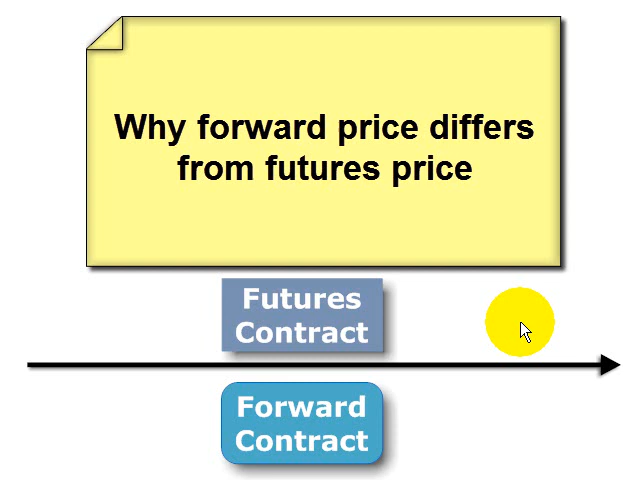 Why forward price differs
from futures price
Futures
Contract
Forward
Contract